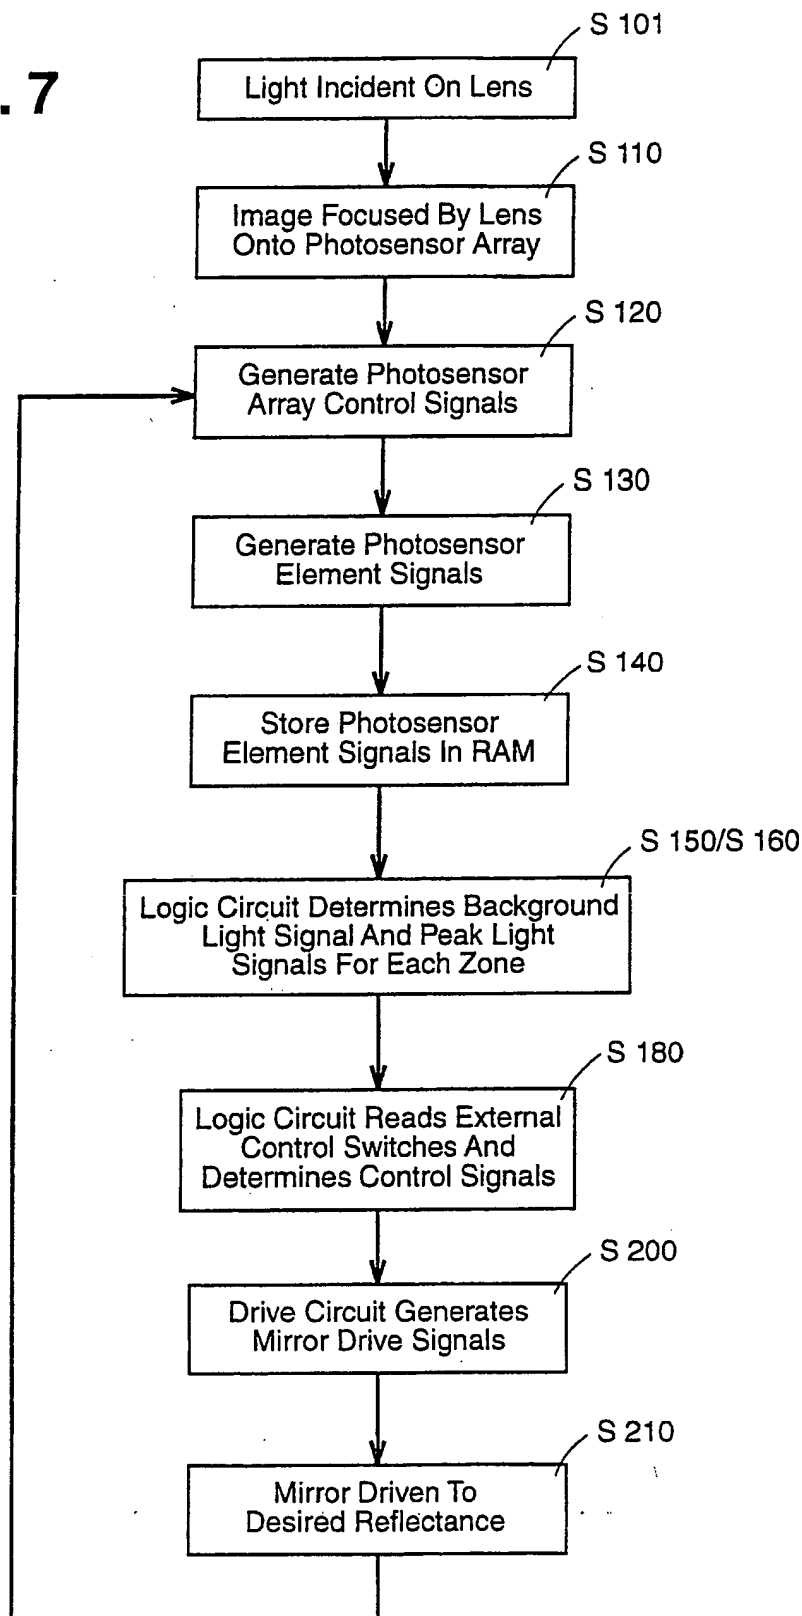 . 7
S 101
Light Incident On Lens
S 110
Image Focused By Lens
Onto Photosensor Array
S 120
Generate Photosensor
Array Control Signals
S 130
Generate Photosensor
Element Signals
S 140
Store Photosensor
Element Signals In RAM
S 150/S 160
Logic Circuit Determines Background
Light Signal And Peak Light
Signals For Each Zone
S 180
Logic Circuit Reads External
Control Switches And
Determines Control Signals
S 200
Drive Circuit Generates
Mirror Drive Signals
S 210
Mirror Driven To
Desired Reflectance